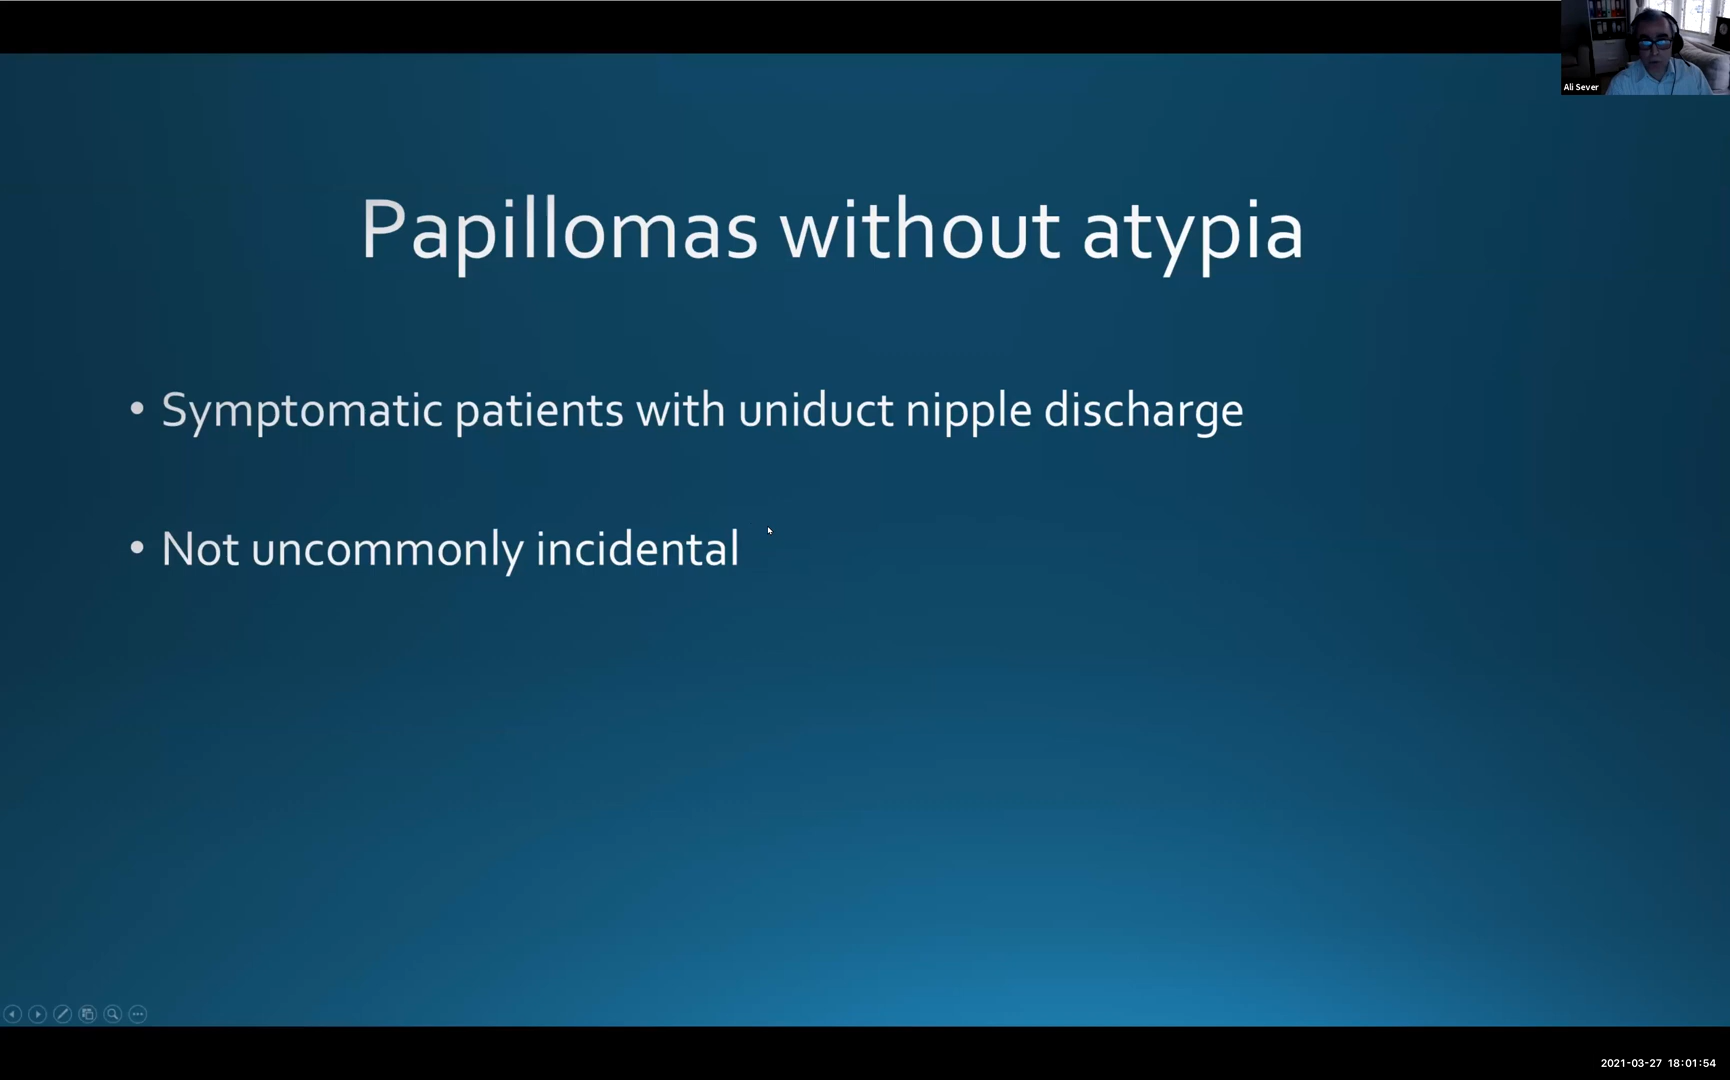 Ali Sever
Papillomas without atypia
• Symptomatic patients with uniduct nipple discharge
• Not uncommonly incidental
2021-03-27 18:01:54